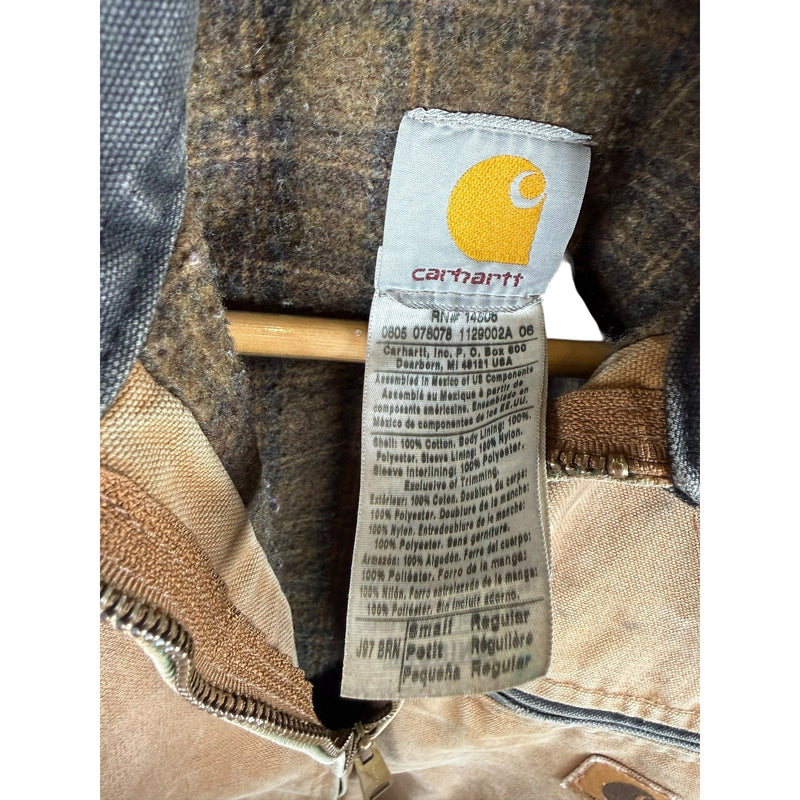 carhartt
RN# 14806
0805 078078 1129002A 06
Carhartt, Inc. P. O. Box 600
Dearborn, MI 48121 USA
Assembled in Mexico of US Components
Assemblé au Mexique à partir de
composants américains. Ensamblado en
México de componentes de los EE.UU.
Shell: 100% Cotton. Body Lining: 100%
Polyester. Sleeve Lining: 100% Nylon.
Sleeve Interlining: 100% Polyester.
Exclusive of Trimming.
Extérieur: 100% Coton. Doublure du corps:
100% Polyester. Doublure de la manche:
100% Nylon. Entredoublure de la manche:
100% Polyester. Sans garniture.
Armazón: 100% Algodón. Forro del cuerpo:
100% Poliéster. Forro de la manga:
100% Nilón. Forro entrelazado de la manga:
100% Poliéster. Sin incluir adorno.
J97 BRN
Small Regular
Petit Regulière
Pequeña Regular